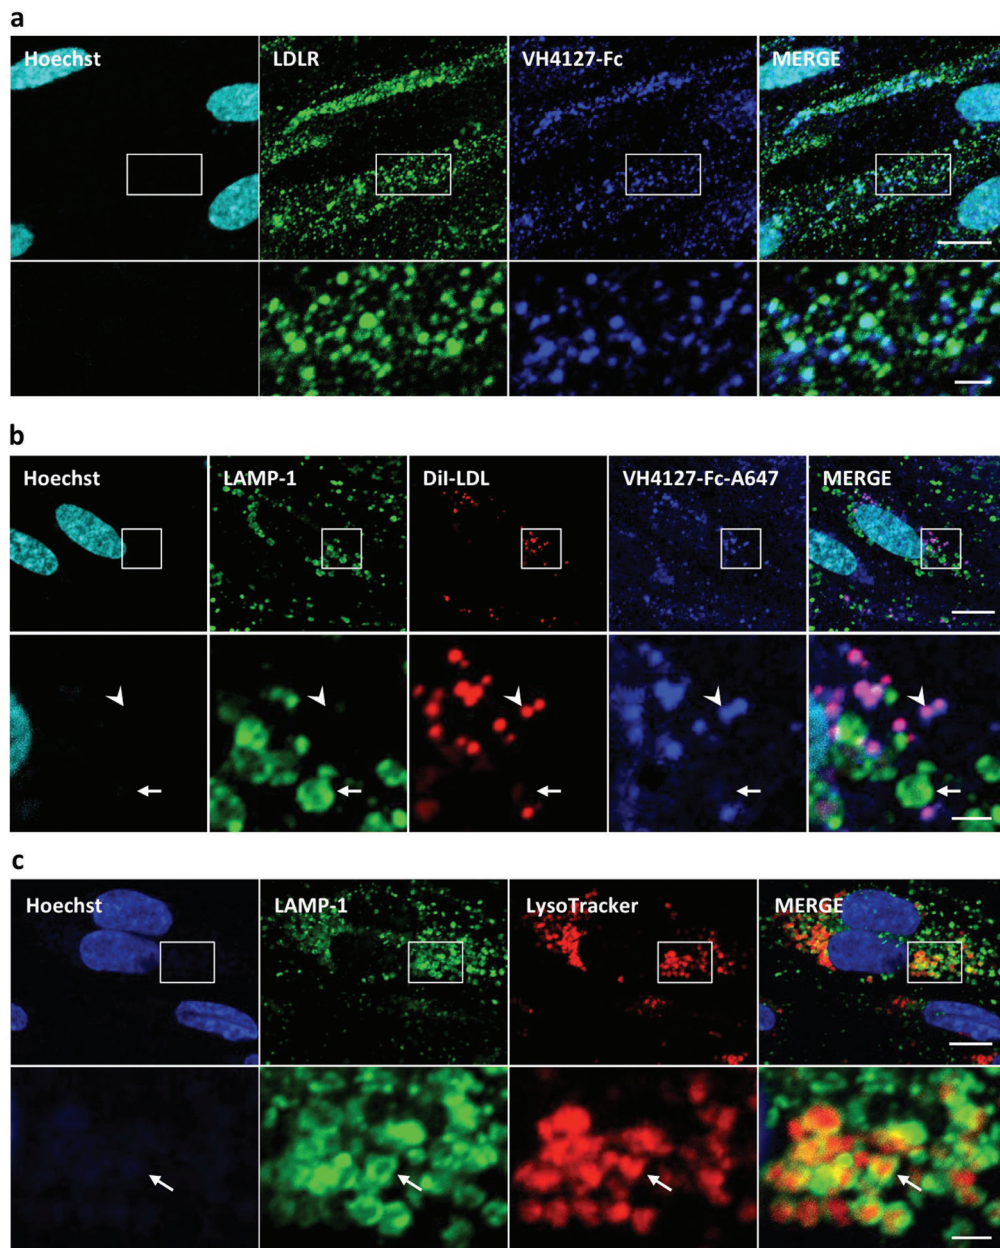 a
Hoechst LDLR VH4127-Fc MERGE
b
Hoechst LAMP-1 DiI-LDL VH4127-Fc-A647 MERGE
c
Hoechst LAMP-1 LysoTracker MERGE